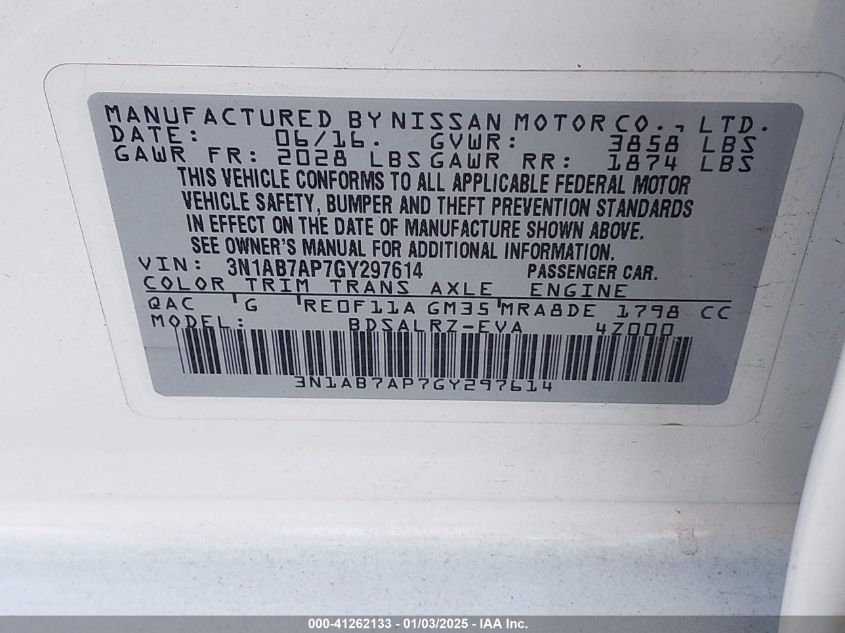 MANUFACTURED BY NISSAN MOTOR CO., LTD.
DATE: 06/16. GVWR: 3858 LBS
GAWR FR: 2028 LBS GAWR RR: 1874 LBS
THIS VEHICLE CONFORMS TO ALL APPLICABLE FEDERAL MOTOR
VEHICLE SAFETY, BUMPER AND THEFT PREVENTION STANDARDS
IN EFFECT ON THE DATE OF MANUFACTURE SHOWN ABOVE.
SEE OWNER'S MANUAL FOR ADDITIONAL INFORMATION.
VIN: 3N1AB7AP7GY297614 PASSENGER CAR.
COLOR TRIM TRANS AXLE ENGINE
QAC G RE0F11A GM35 MRA8DE 1798 CC
MODEL: BDSALRZ-EVA 4Z000
3N1AB7AP7GY297614
000-41262133 - 01/03/2025 - IAA Inc.